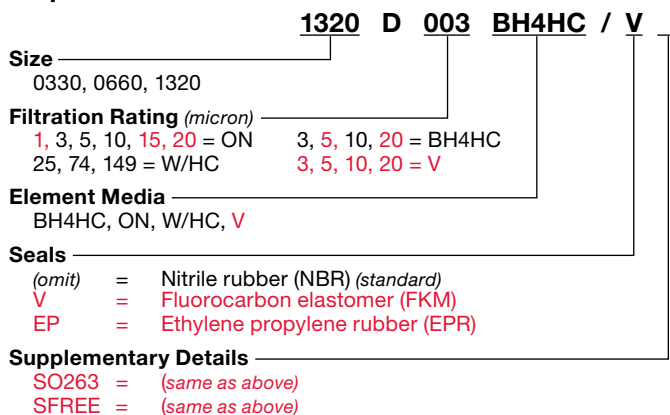 1320 D 003 BH4HC / V
Size
0330, 0660, 1320
Filtration Rating (micron)
1, 3, 5, 10, 15, 20 = ON 3, 5, 10, 20 = BH4HC
25, 74, 149 = W/HC 3, 5, 10, 20 = V
Element Media
BH4HC, ON, W/HC, V
Seals
(omit) = Nitrile rubber (NBR) (standard)
V = Fluorocarbon elastomer (FKM)
EP = Ethylene propylene rubber (EPR)
Supplementary Details
SO263 = (same as above)
SFREE = (same as above)